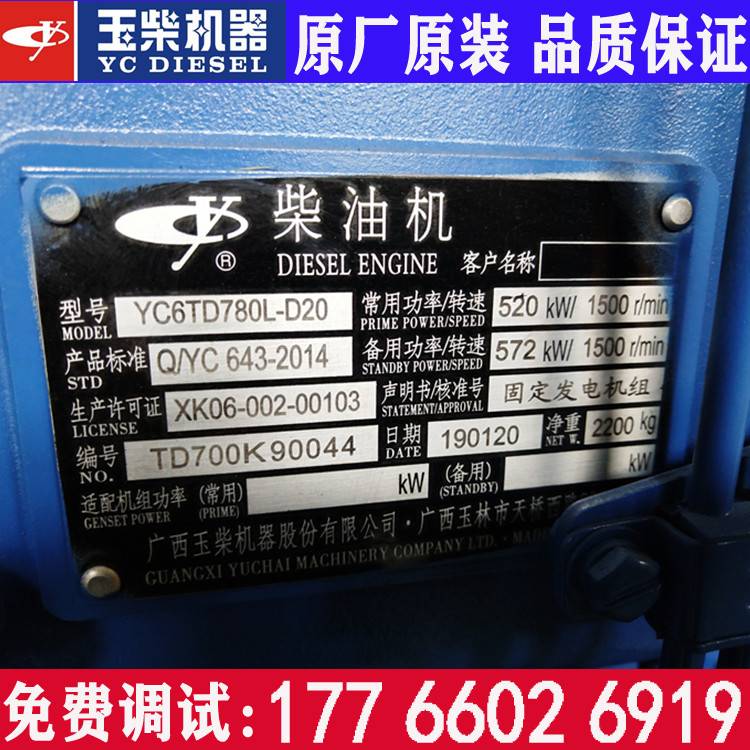 玉柴机器 原厂原装 品质保证
YC DIESEL
柴油机
DIESEL ENGINE 客户名称
型号 YC6TD780L-D20 常用功率/转速 520 kW/ 1500 r/min
MODEL PRIME POWER/SPEED
产品标准 Q/YC 643-2014 备用功率/转速 572 kW/ 1500 r/min
STD STANDBY POWER/SPEED
生产许可证 XK06-002-00103 声明书/核准号 固定发电机组
LICENSE STATEMENT/APPROVAL
编号 TD700K90044 日期 190120 净重 2200 kg
NO. DATE NET W.
适配机组功率 (常用) kW (备用) kW
GENSET POWER (PRIME) (STANDBY)
广西玉柴机器股份有限公司·广西玉林市天桥西路
GUANGXI YUCHAI MACHINERY COMPANY LTD.
免费调试:177 6602 6919